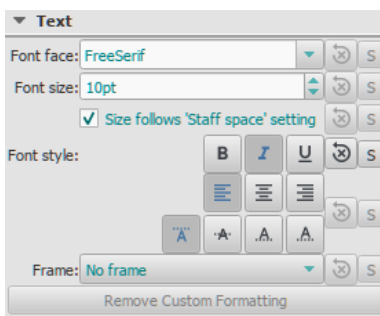 Text
Font face: FreeSerif S
Font size: 10pt S
Size follows 'Staff space' setting S
Font style: B I U S
A A A A S
Frame: No frame S
Remove Custom Formatting